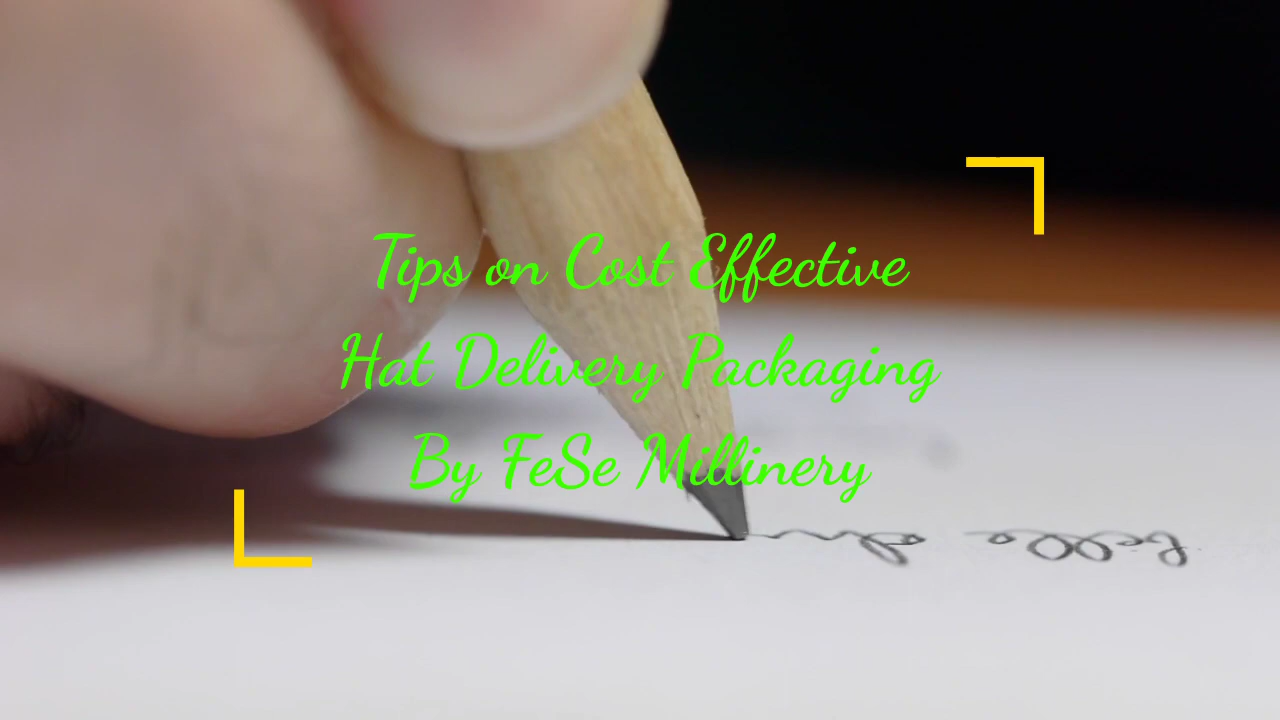 Tips on Cost Effective
Hat Delivery Packaging
By FeSe Millinery